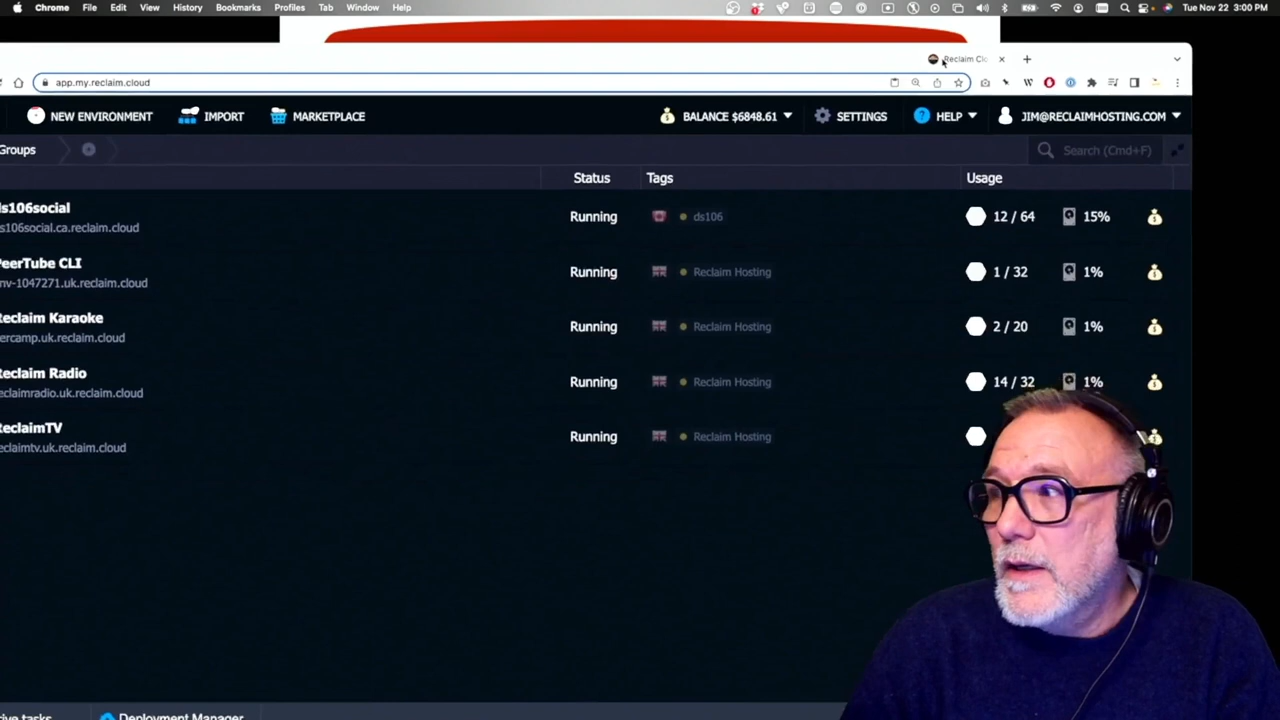 Chrome File Edit View History Bookmarks Profiles Tab Window Help Tue Nov 22 3:00 PM
Reclaim Clo
app.my.reclaim.cloud
NEW ENVIRONMENT IMPORT MARKETPLACE BALANCE $6848.61 SETTINGS HELP JIM@RECLAIMHOSTING.COM
Groups Search (Cmd+F)
Status Tags Usage
ds106social Running ds106 12 / 64 15%
s106social.ca.reclaim.cloud
PeerTube CLI Running Reclaim Hosting 1 / 32 1%
nv-1047271.uk.reclaim.cloud
Reclaim Karaoke Running Reclaim Hosting 2 / 20 1%
ercamp.uk.reclaim.cloud
Reclaim Radio Running Reclaim Hosting 14 / 32 1%
eclaimradio.uk.reclaim.cloud
ReclaimTV Running Reclaim Hosting
eclaimtv.uk.reclaim.cloud
tive tasks Deployment Manager